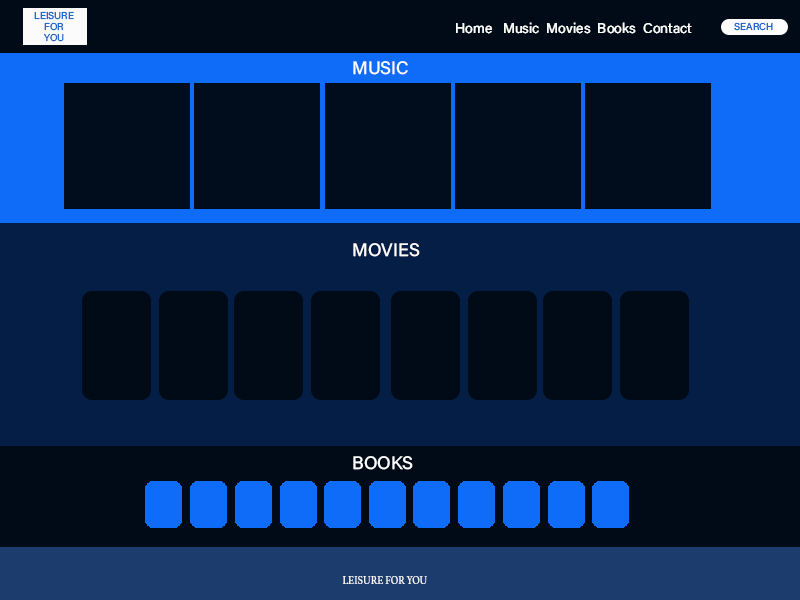 LEISURE
FOR
YOU
Home Music Movies Books Contact
SEARCH
MUSIC
MOVIES
BOOKS
LEISURE FOR YOU